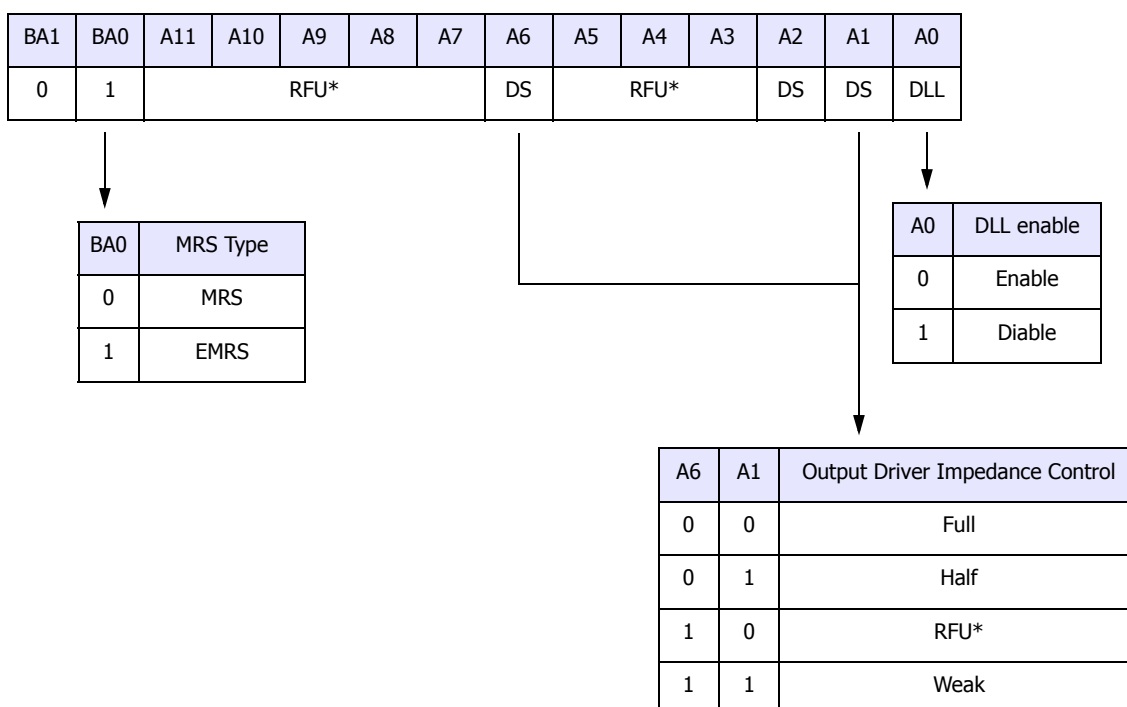 BA1 BA0 A11 A10 A9 A8 A7 A6 A5 A4 A3 A2 A1 A0
0 1 RFU* DS RFU* DS DS DLL
BA0 MRS Type
0 MRS
1 EMRS
A0 DLL enable
0 Enable
1 Diable
A6 A1 Output Driver Impedance Control
0 0 Full
0 1 Half
1 0 RFU*
1 1 Weak